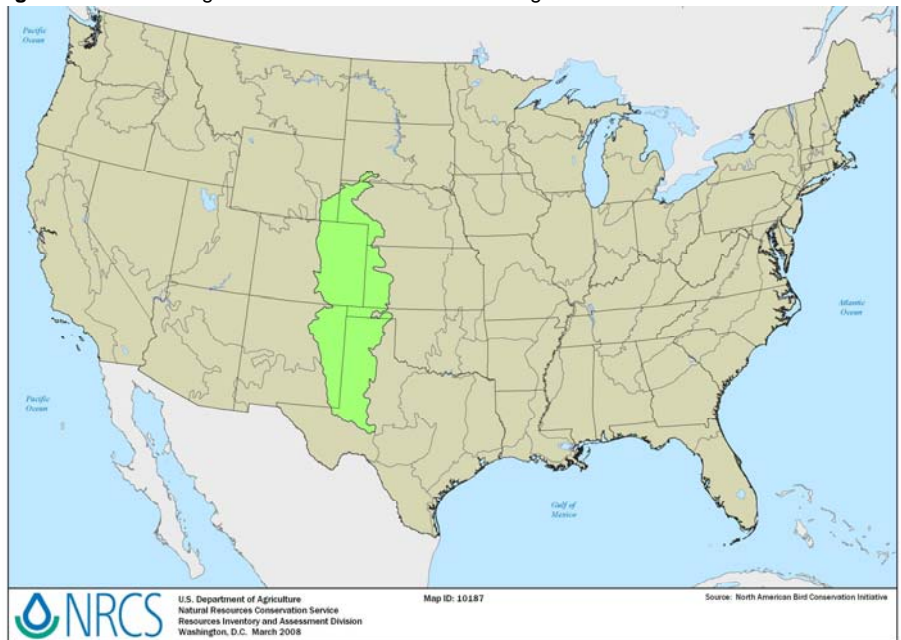 Pacific
Ocean
Atlantic
Ocean
Pacific
Ocean
Gulf of
Mexico
NRCS
U.S. Department of Agriculture
Natural Resources Conservation Service
Resources Inventory and Assessment Division
Washington, D.C. March 2008
Map ID: 10187
Source: North American Bird Conservation Initiative